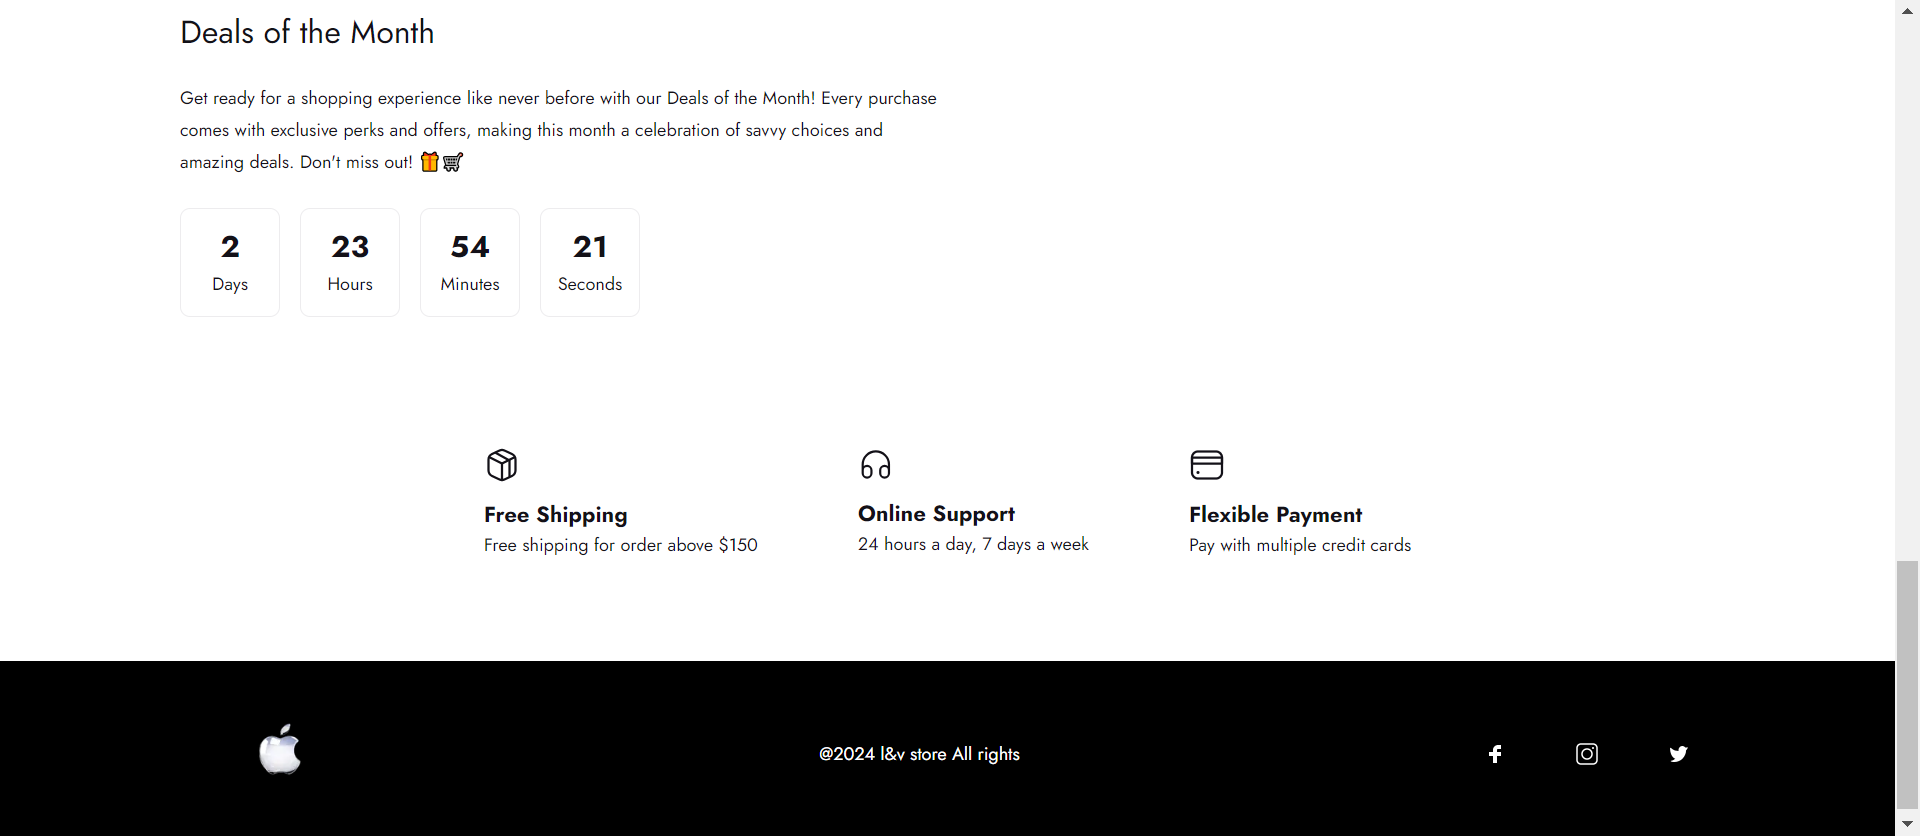 Deals of the Month
Get ready for a shopping experience like never before with our Deals of the Month! Every purchase
comes with exclusive perks and offers, making this month a celebration of savvy choices and
amazing deals. Don't miss out! 🎁🛒
2 23 54 21
Days Hours Minutes Seconds
Free Shipping
Free shipping for order above $150
Online Support
24 hours a day, 7 days a week
Flexible Payment
Pay with multiple credit cards
@2024 l&v store All rights